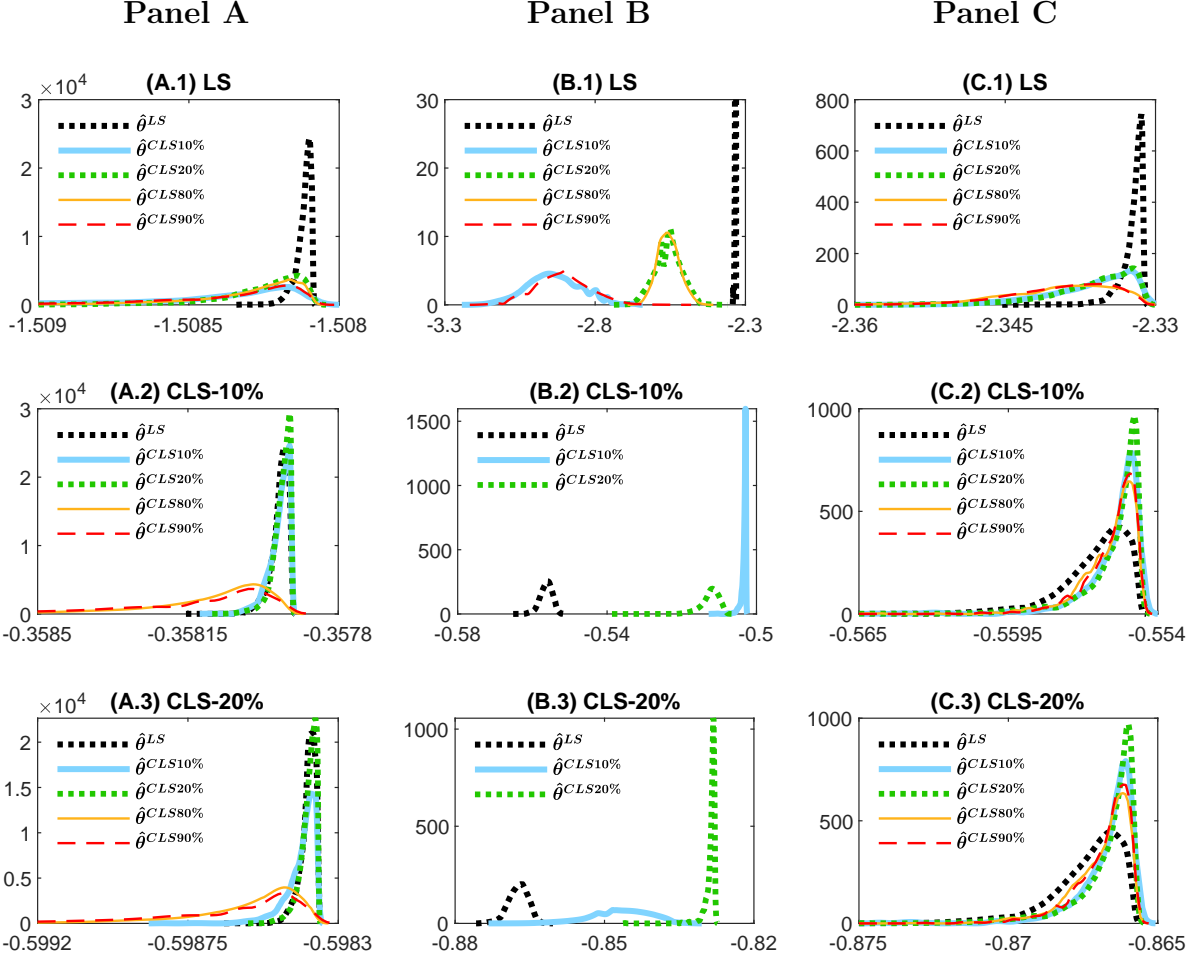 Panel A Panel B Panel C
(A.1) LS
×10⁴
3
2
1
0
-1.509 -1.5085 -1.508
θ̂^LS
θ̂^CLS10%
θ̂^CLS20%
θ̂^CLS80%
θ̂^CLS90%
(B.1) LS
30
20
10
0
-3.3 -2.8 -2.3
θ̂^LS
θ̂^CLS10%
θ̂^CLS20%
θ̂^CLS80%
θ̂^CLS90%
(C.1) LS
800
600
400
200
0
-2.36 -2.345 -2.33
θ̂^LS
θ̂^CLS10%
θ̂^CLS20%
θ̂^CLS80%
θ̂^CLS90%
(A.2) CLS-10%
×10⁴
3
2
1
0
-0.3585 -0.35815 -0.3578
θ̂^LS
θ̂^CLS10%
θ̂^CLS20%
θ̂^CLS80%
θ̂^CLS90%
(B.2) CLS-10%
1500
1000
500
0
-0.58 -0.54 -0.5
θ̂^LS
θ̂^CLS10%
θ̂^CLS20%
(C.2) CLS-10%
1000
500
0
-0.565 -0.5595 -0.554
θ̂^LS
θ̂^CLS10%
θ̂^CLS20%
θ̂^CLS80%
θ̂^CLS90%
(A.3) CLS-20%
×10⁴
2
1.5
1
0.5
0
-0.5992 -0.59875 -0.5983
θ̂^LS
θ̂^CLS10%
θ̂^CLS20%
θ̂^CLS80%
θ̂^CLS90%
(B.3) CLS-20%
1000
500
0
-0.88 -0.85 -0.82
θ̂^LS
θ̂^CLS10%
θ̂^CLS20%
(C.3) CLS-20%
1000
500
0
-0.875 -0.87 -0.865
θ̂^LS
θ̂^CLS10%
θ̂^CLS20%
θ̂^CLS80%
θ̂^CLS90%